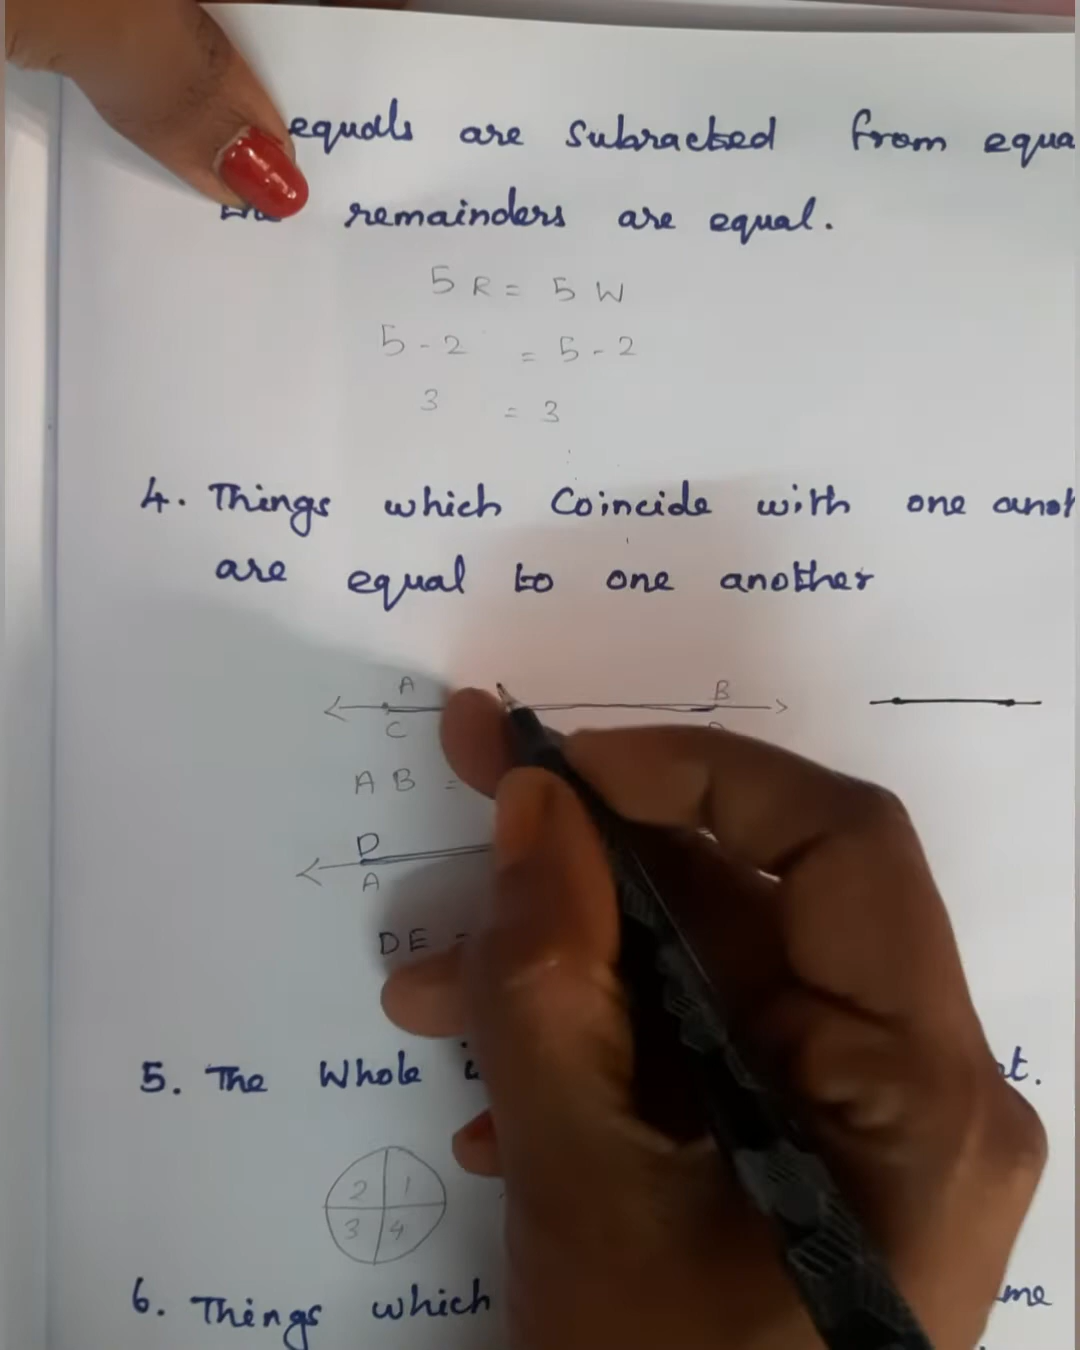 equals are Subracted from equa
the remainders are equal.
5 R = 5 W
5 - 2 = 5 - 2
3 = 3
4. Things which Coincide with one anot
are equal to one another
A B
C
A B =
D
A
D E =
5. The Whole i
t.
2 1
3 4
6. Things which me